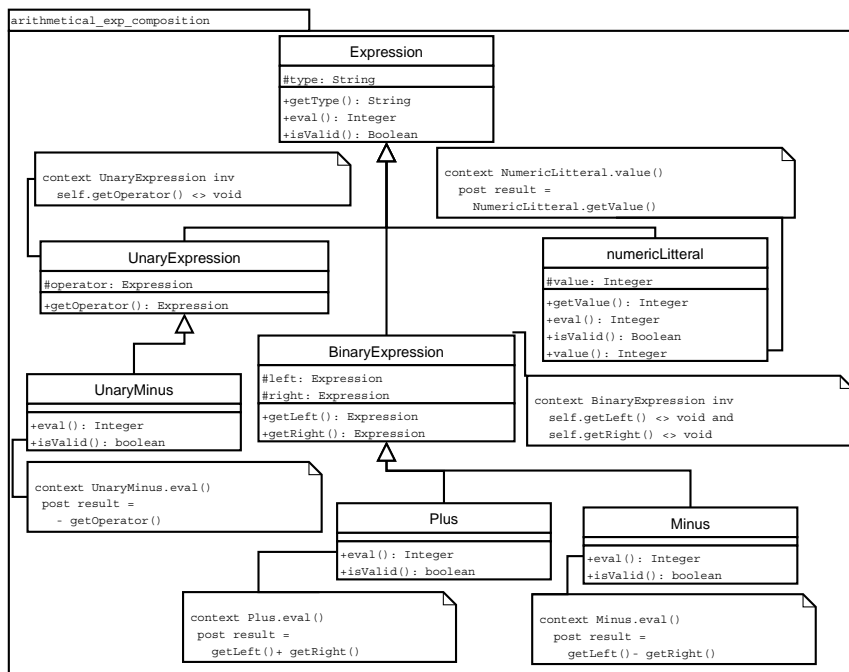 arithmetical_exp_composition
Expression
#type: String
+getType(): String
+eval(): Integer
+isValid(): Boolean
context UnaryExpression inv
self.getOperator() <> void
context NumericLitteral.value()
post result =
NumericLitteral.getValue()
UnaryExpression
#operator: Expression
+getOperator(): Expression
numericLitteral
#value: Integer
+getValue(): Integer
+eval(): Integer
+isValid(): Boolean
+value(): Integer
BinaryExpression
#left: Expression
#right: Expression
+getLeft(): Expression
+getRight(): Expression
UnaryMinus
+eval(): Integer
+isValid(): boolean
context BinaryExpression inv
self.getLeft() <> void and
self.getRight() <> void
context UnaryMinus.eval()
post result =
- getOperator()
Plus
+eval(): Integer
+isValid(): boolean
Minus
+eval(): Integer
+isValid(): boolean
context Plus.eval()
post result =
getLeft()+ getRight()
context Minus.eval()
post result =
getLeft()- getRight()